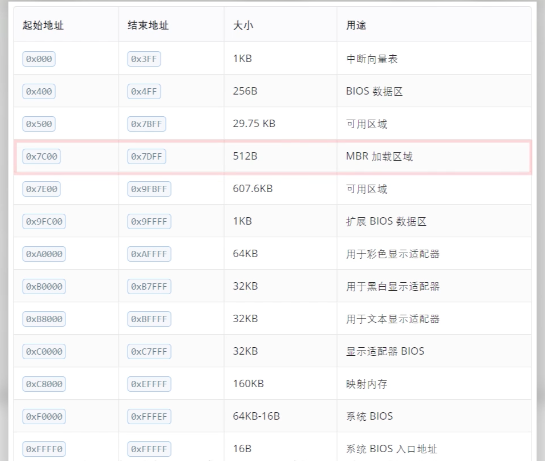 起始地址 结束地址 大小 用途
0x000 0x3FF 1KB 中断向量表
0x400 0x4FF 256B BIOS 数据区
0x500 0x7BFF 29.75 KB 可用区域
0x7C00 0x7DFF 512B MBR 加载区域
0x7E00 0x9FBFF 607.6KB 可用区域
0x9FC00 0x9FFFF 1KB 扩展 BIOS 数据区
0xA0000 0xAFFFF 64KB 用于彩色显示适配器
0xB0000 0xB7FFF 32KB 用于黑白显示适配器
0xB8000 0xBFFFF 32KB 用于文本显示适配器
0xC0000 0xC7FFF 32KB 显示适配器 BIOS
0xC8000 0xEFFFF 160KB 映射内存
0xF0000 0xFFFEF 64KB-16B 系统 BIOS
0xFFFF0 0xFFFFF 16B 系统 BIOS 入口地址